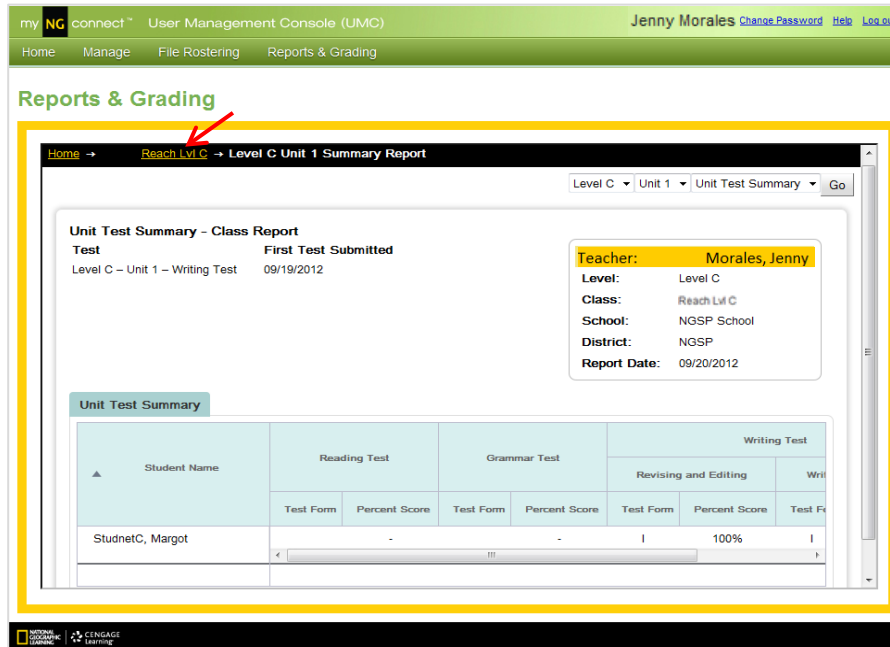 my NG connect™ User Management Console (UMC) Jenny Morales Change Password Help Log ou
Home Manage File Rostering Reports & Grading
Reports & Grading
Home → Reach Lvl C → Level C Unit 1 Summary Report
Level C Unit 1 Unit Test Summary Go
Unit Test Summary - Class Report
Test First Test Submitted
Level C – Unit 1 – Writing Test 09/19/2012
Teacher: Morales, Jenny
Level: Level C
Class: Reach Lvl C
School: NGSP School
District: NGSP
Report Date: 09/20/2012
Unit Test Summary
Student Name Reading Test Grammar Test Writing Test
Revising and Editing Wri
Test Form Percent Score Test Form Percent Score Test Form Percent Score Test F
StudnetC, Margot - - I 100% I
NATIONAL GEOGRAPHIC LEARNING CENGAGE Learning